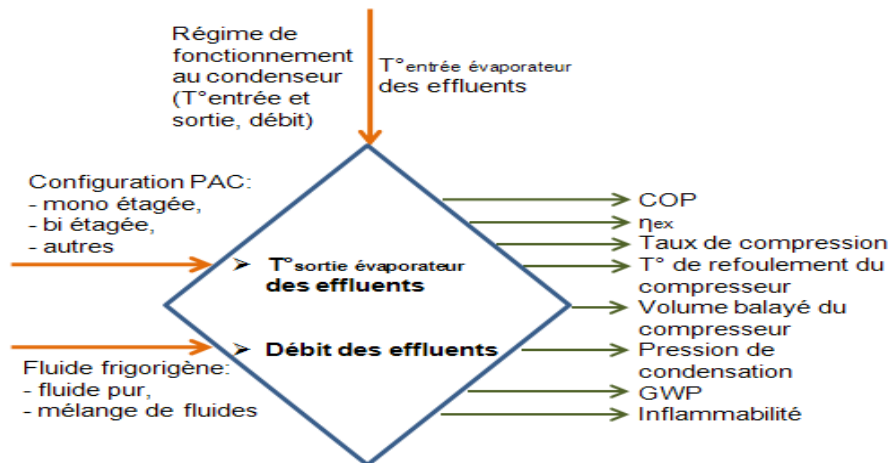 Régime de
fonctionnement
au condenseur
(T°entrée et
sortie, débit)
T°entrée évaporateur
des effluents
Configuration PAC:
- mono étagée,
- bi étagée,
- autres
➢ T°sortie évaporateur
des effluents
➢ Débit des effluents
Fluide frigorigène:
- fluide pur,
- mélange de fluides
COP
ηex
Taux de compression
T° de refoulement du
compresseur
Volume balayé du
compresseur
Pression de
condensation
GWP
Inflammabilité